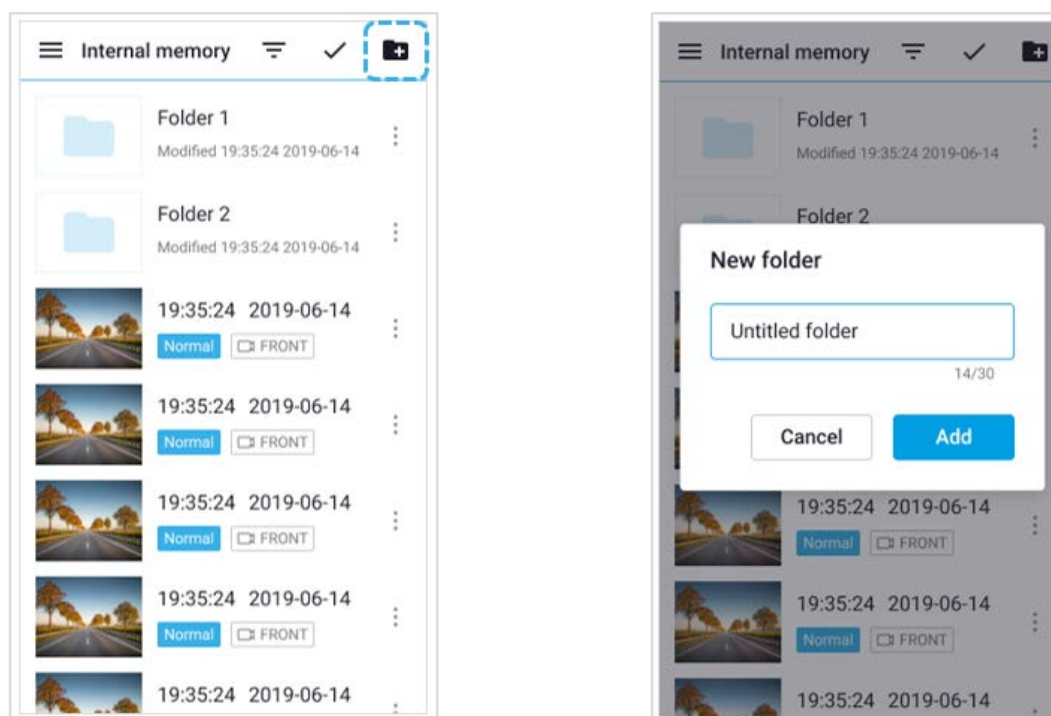 Internal memory
Folder 1
Modified 19:35:24 2019-06-14
Folder 2
Modified 19:35:24 2019-06-14
19:35:24 2019-06-14
Normal FRONT
19:35:24 2019-06-14
Normal FRONT
19:35:24 2019-06-14
Normal FRONT
19:35:24 2019-06-14
Normal FRONT
19:35:24 2019-06-14
Internal memory
Folder 1
Modified 19:35:24 2019-06-14
Folder 2
New folder
Untitled folder
14/30
Cancel Add
19:35:24 2019-06-14
Normal FRONT
19:35:24 2019-06-14
Normal FRONT
19:35:24 2019-06-14